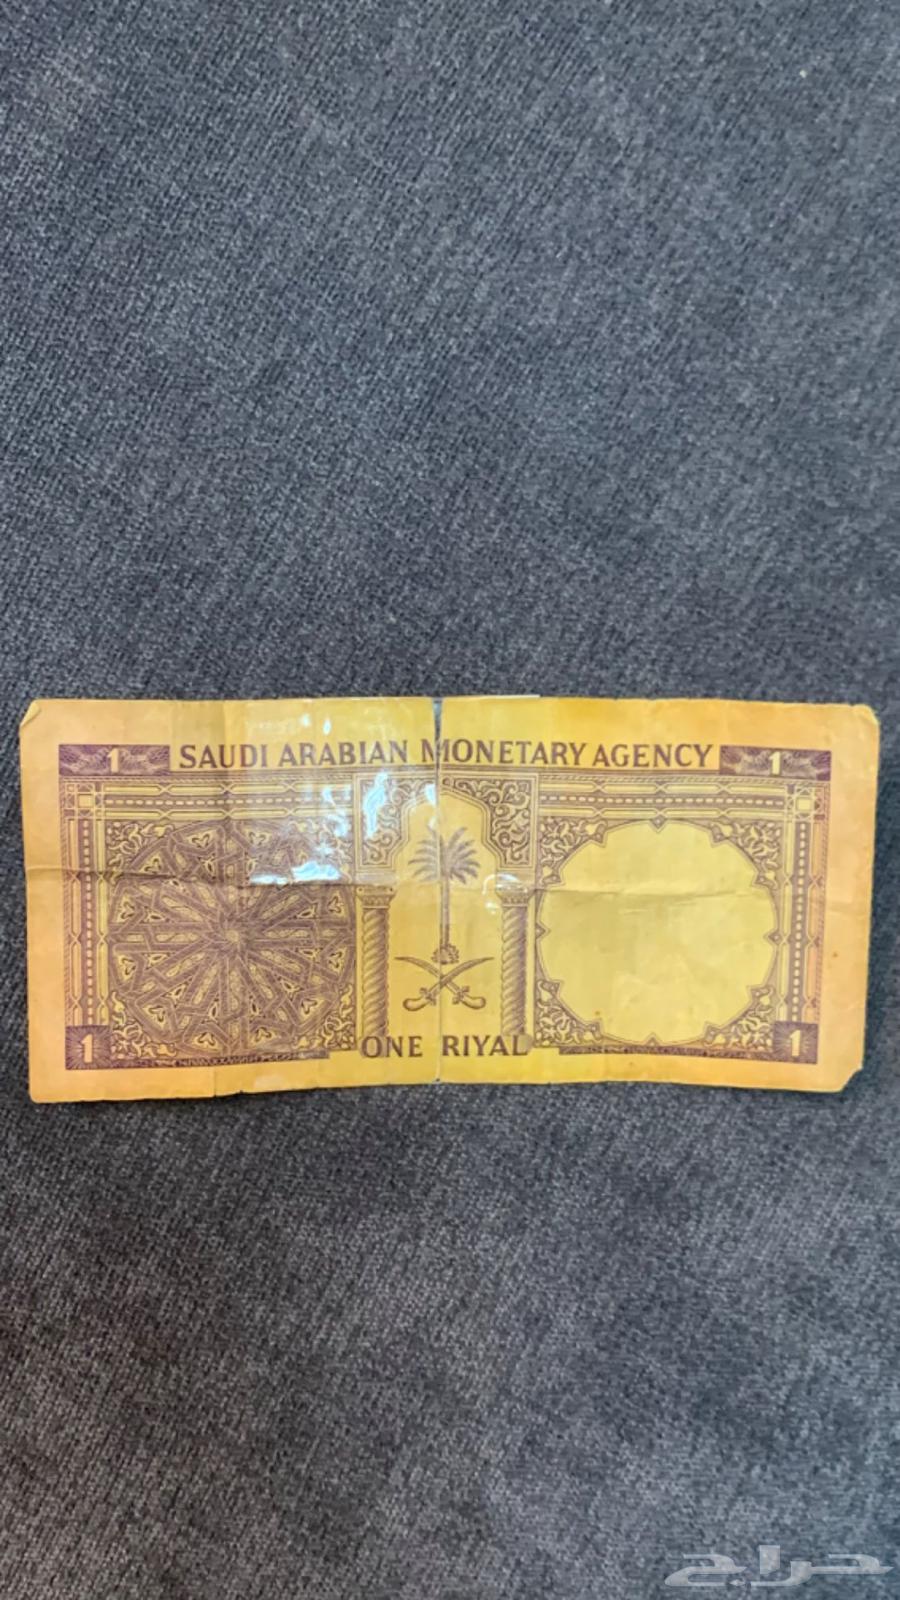 1 SAUDI ARABIAN MONETARY AGENCY 1
1 ONE RIYAL 1
حراج